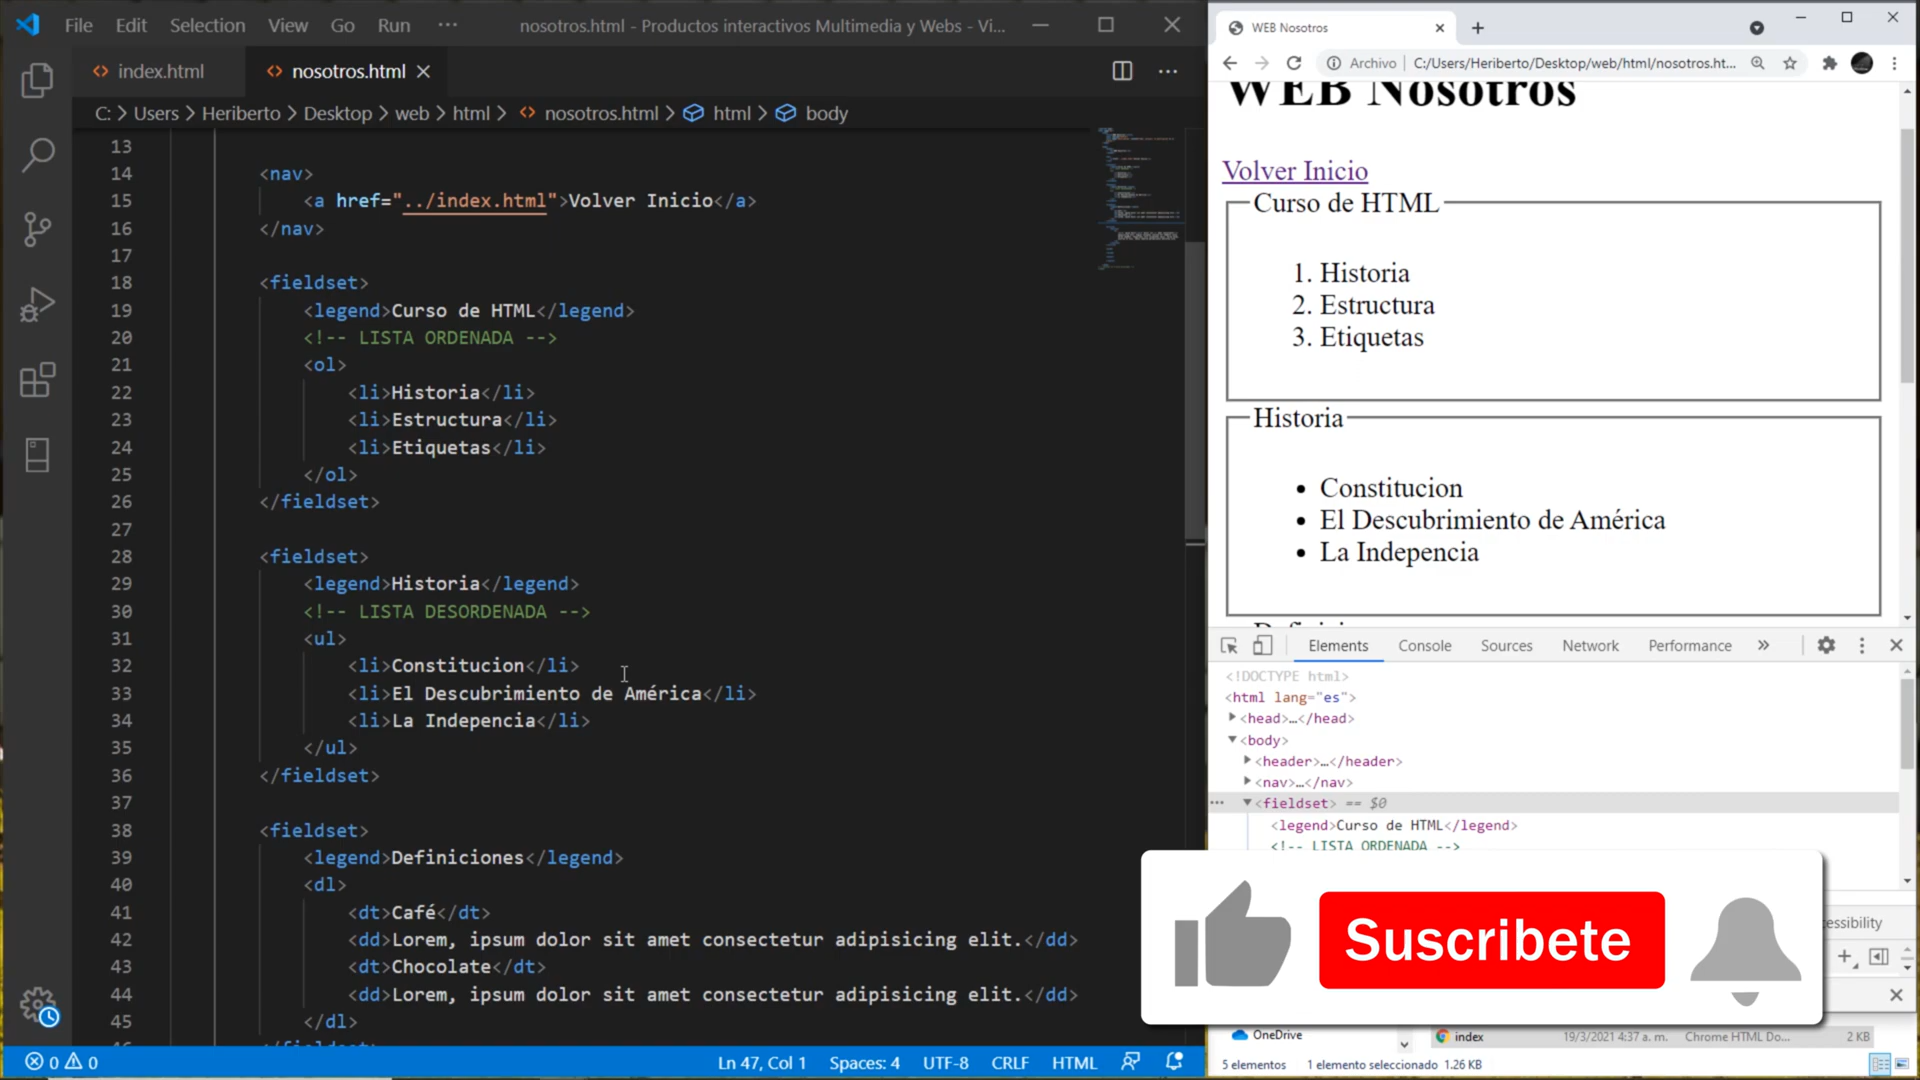 File Edit Selection View Go Run ··· nosotros.html - Productos interactivos Multimedia y Webs - Vi...
index.html nosotros.html
C: > Users > Heriberto > Desktop > web > html > nosotros.html > html > body
13
14 <nav>
15 <a href="../index.html">Volver Inicio</a>
16 </nav>
17
18 <fieldset>
19 <legend>Curso de HTML</legend>
20 <!-- LISTA ORDENADA -->
21 <ol>
22 <li>Historia</li>
23 <li>Estructura</li>
24 <li>Etiquetas</li>
25 </ol>
26 </fieldset>
27
28 <fieldset>
29 <legend>Historia</legend>
30 <!-- LISTA DESORDENADA -->
31 <ul>
32 <li>Constitucion</li>
33 <li>El Descubrimiento de América</li>
34 <li>La Indepencia</li>
35 </ul>
36 </fieldset>
37
38 <fieldset>
39 <legend>Definiciones</legend>
40 <dl>
41 <dt>Café</dt>
42 <dd>Lorem, ipsum dolor sit amet consectetur adipisicing elit.</dd>
43 <dt>Chocolate</dt>
44 <dd>Lorem, ipsum dolor sit amet consectetur adipisicing elit.</dd>
45 </dl>
0 0 Ln 47, Col 1 Spaces: 4 UTF-8 CRLF HTML
WEB Nosotros
Archivo C:/Users/Heriberto/Desktop/web/html/nosotros.ht...
WEB Nosotros
Volver Inicio
Curso de HTML
1. Historia
2. Estructura
3. Etiquetas
Historia
• Constitucion
• El Descubrimiento de América
• La Indepencia
Elements Console Sources Network Performance »
<!DOCTYPE html>
<html lang="es">
<head>…</head>
<body>
<header>…</header>
<nav>…</nav>
··· <fieldset> == $0
<legend>Curso de HTML</legend>
<!-- LISTA ORDENADA -->
Suscribete
cessibility
OneDrive index 19/3/2021 4:37 a. m. Chrome HTML Do... 2 KB
5 elementos 1 elemento seleccionado 1.26 KB